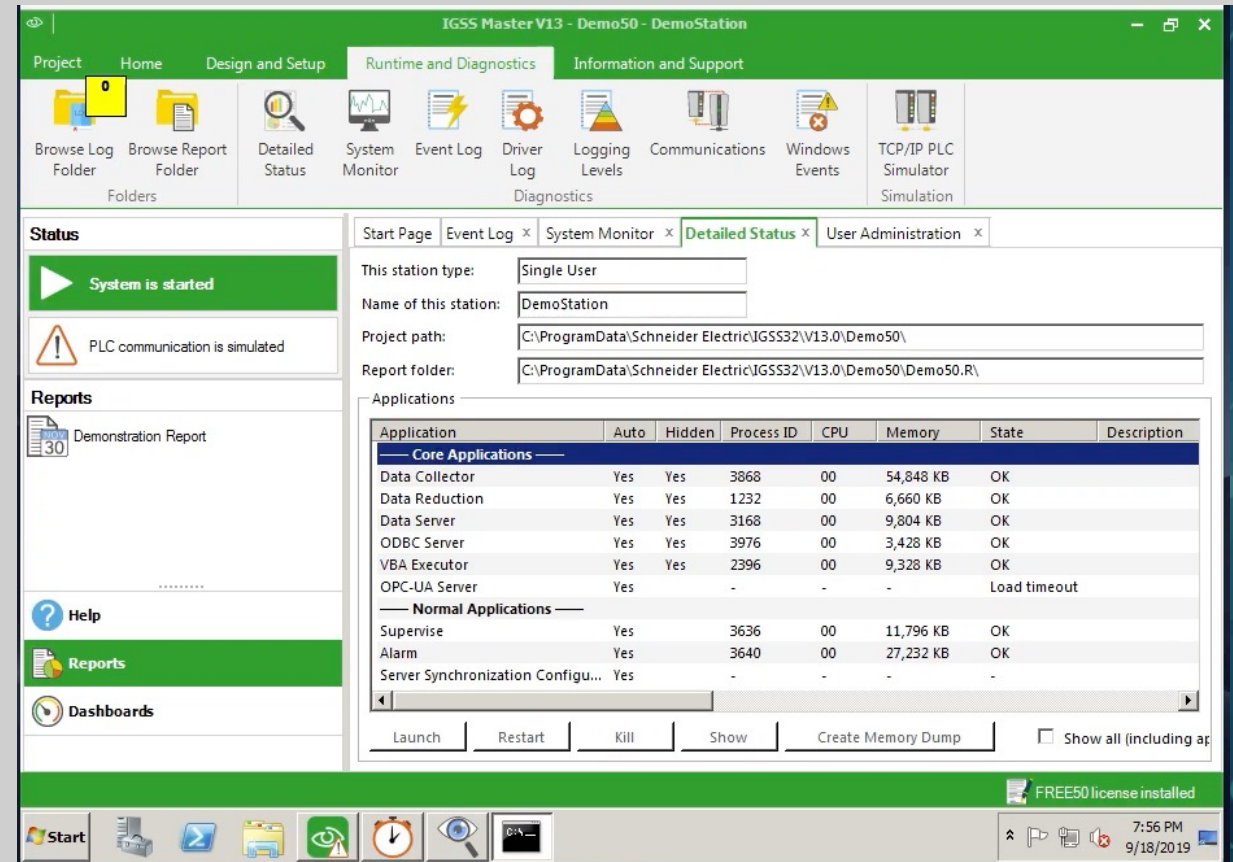 IGSS Master V13 - Demo50 - DemoStation
Project Home Design and Setup Runtime and Diagnostics Information and Support
0
Browse Log Folder
Browse Report Folder
Detailed Status
System Monitor
Event Log
Driver Log
Logging Levels
Communications
Windows Events
TCP/IP PLC Simulator
Folders Diagnostics Simulation
Status
System is started
PLC communication is simulated
Reports
NOV
30
Demonstration Report
Help
Reports
Dashboards
Start Page Event Log x System Monitor x Detailed Status x User Administration x
This station type: Single User
Name of this station: DemoStation
Project path: C:\ProgramData\Schneider Electric\IGSS32\V13.0\Demo50\
Report folder: C:\ProgramData\Schneider Electric\IGSS32\V13.0\Demo50\Demo50.R\
Applications
Application Auto Hidden Process ID CPU Memory State Description
—— Core Applications ——
Data Collector Yes Yes 3868 00 54,848 KB OK
Data Reduction Yes Yes 1232 00 6,660 KB OK
Data Server Yes Yes 3168 00 9,804 KB OK
ODBC Server Yes Yes 3976 00 3,428 KB OK
VBA Executor Yes Yes 2396 00 9,328 KB OK
OPC-UA Server Yes - - - Load timeout
—— Normal Applications ——
Supervise Yes 3636 00 11,796 KB OK
Alarm Yes 3640 00 27,232 KB OK
Server Synchronization Configu... Yes - - - -
Launch Restart Kill Show Create Memory Dump Show all (including ap
FREE50 license installed
Start
C:\_
7:56 PM
9/18/2019